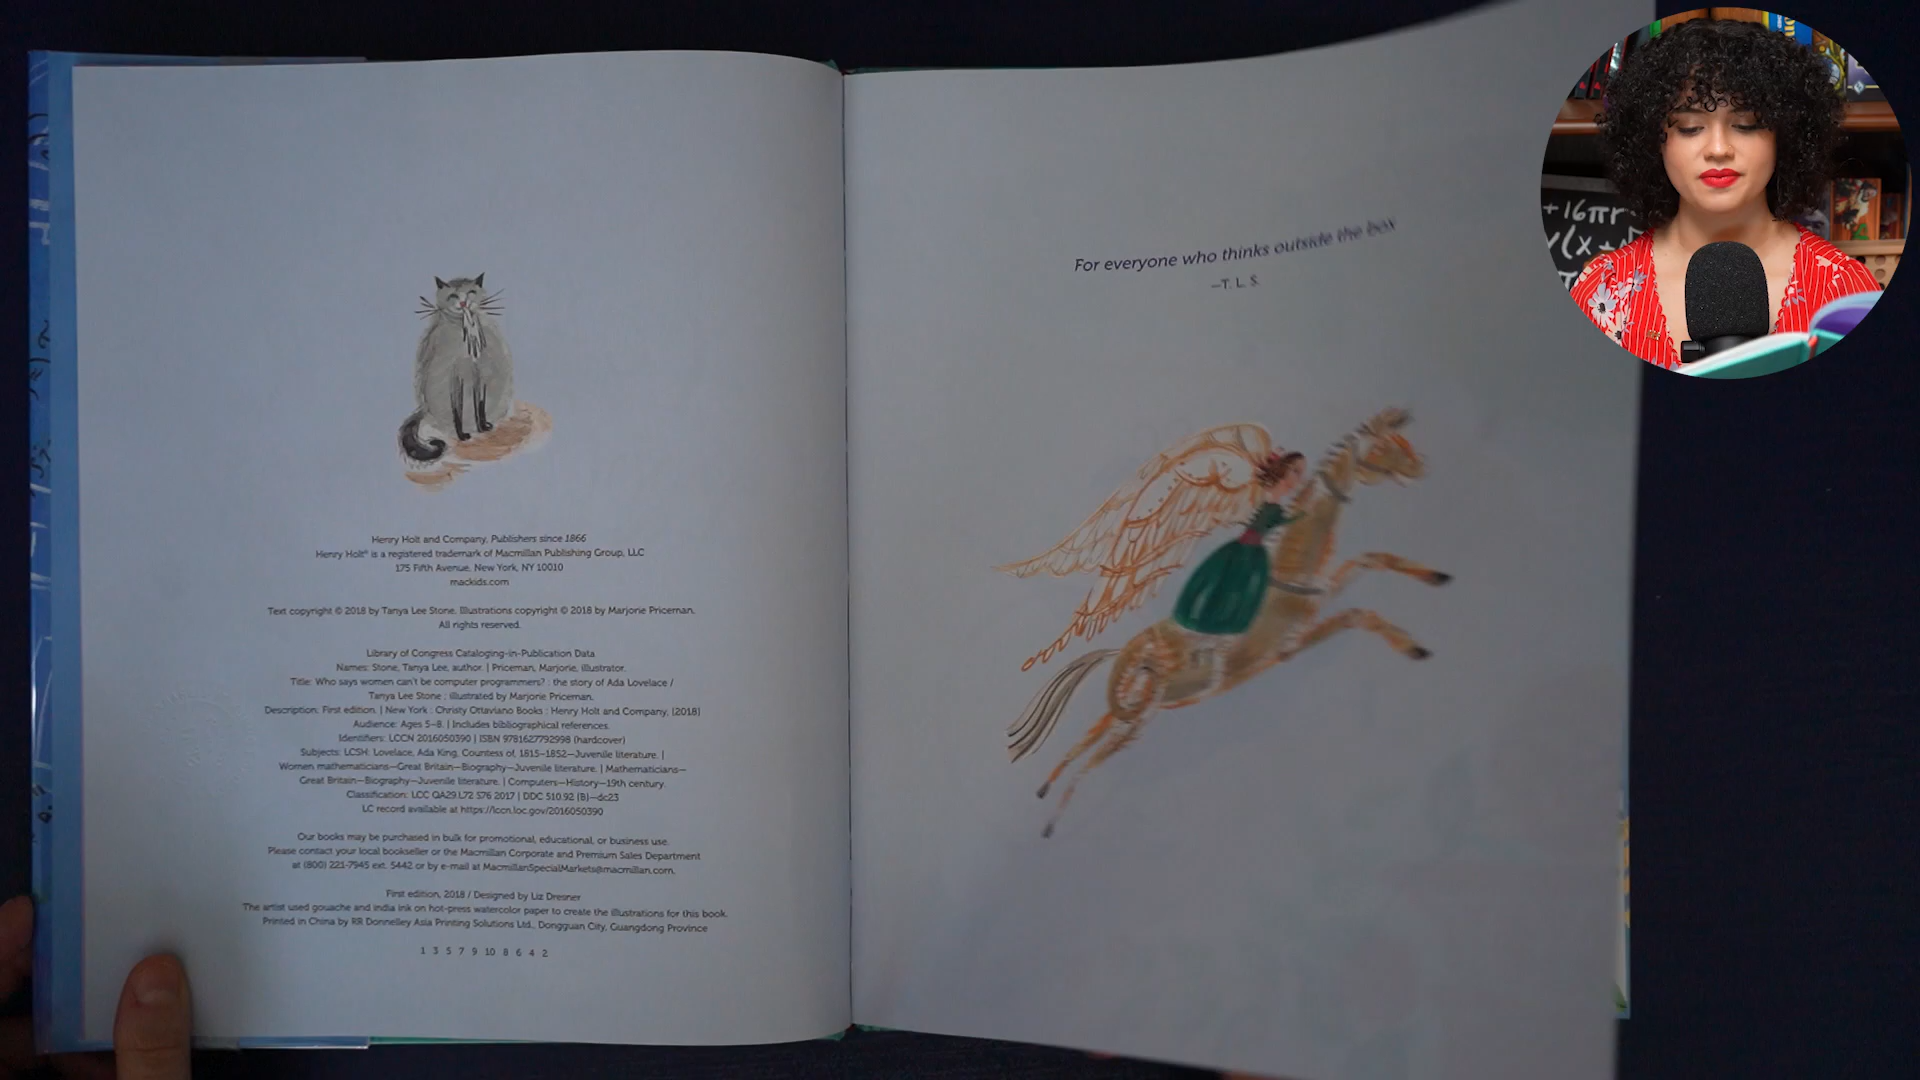 Henry Holt and Company, Publishers since 1866
Henry Holt® is a registered trademark of Macmillan Publishing Group, LLC
175 Fifth Avenue, New York, NY 10010
mackids.com
Text copyright © 2018 by Tanya Lee Stone. Illustrations copyright © 2018 by Marjorie Priceman.
All rights reserved.
Library of Congress Cataloging-in-Publication Data
Names: Stone, Tanya Lee, author. | Priceman, Marjorie, illustrator.
Title: Who says women can't be computer programmers? : the story of Ada Lovelace /
Tanya Lee Stone ; illustrated by Marjorie Priceman.
Description: First edition. | New York : Christy Ottaviano Books : Henry Holt and Company, [2018]
Audience: Ages 5–8. | Includes bibliographical references.
Identifiers: LCCN 2016050390 | ISBN 9781627792998 (hardcover)
Subjects: LCSH: Lovelace, Ada King, Countess of, 1815–1852—Juvenile literature. |
Women mathematicians—Great Britain—Biography—Juvenile literature. | Mathematicians—
Great Britain—Biography—Juvenile literature. | Computers—History—19th century.
Classification: LCC QA29.L72 S76 2017 | DDC 510.92 [B]—dc23
LC record available at https://lccn.loc.gov/2016050390
Our books may be purchased in bulk for promotional, educational, or business use.
Please contact your local bookseller or the Macmillan Corporate and Premium Sales Department
at (800) 221-7945 ext. 5442 or by e-mail at MacmillanSpecialMarkets@macmillan.com.
First edition, 2018 / Designed by Liz Dresner
The artist used gouache and india ink on hot-press watercolor paper to create the illustrations for this book.
Printed in China by RR Donnelley Asia Printing Solutions Ltd., Dongguan City, Guangdong Province
1 3 5 7 9 10 8 6 4 2
For everyone who thinks outside the box
—T. L. S.
+16πr